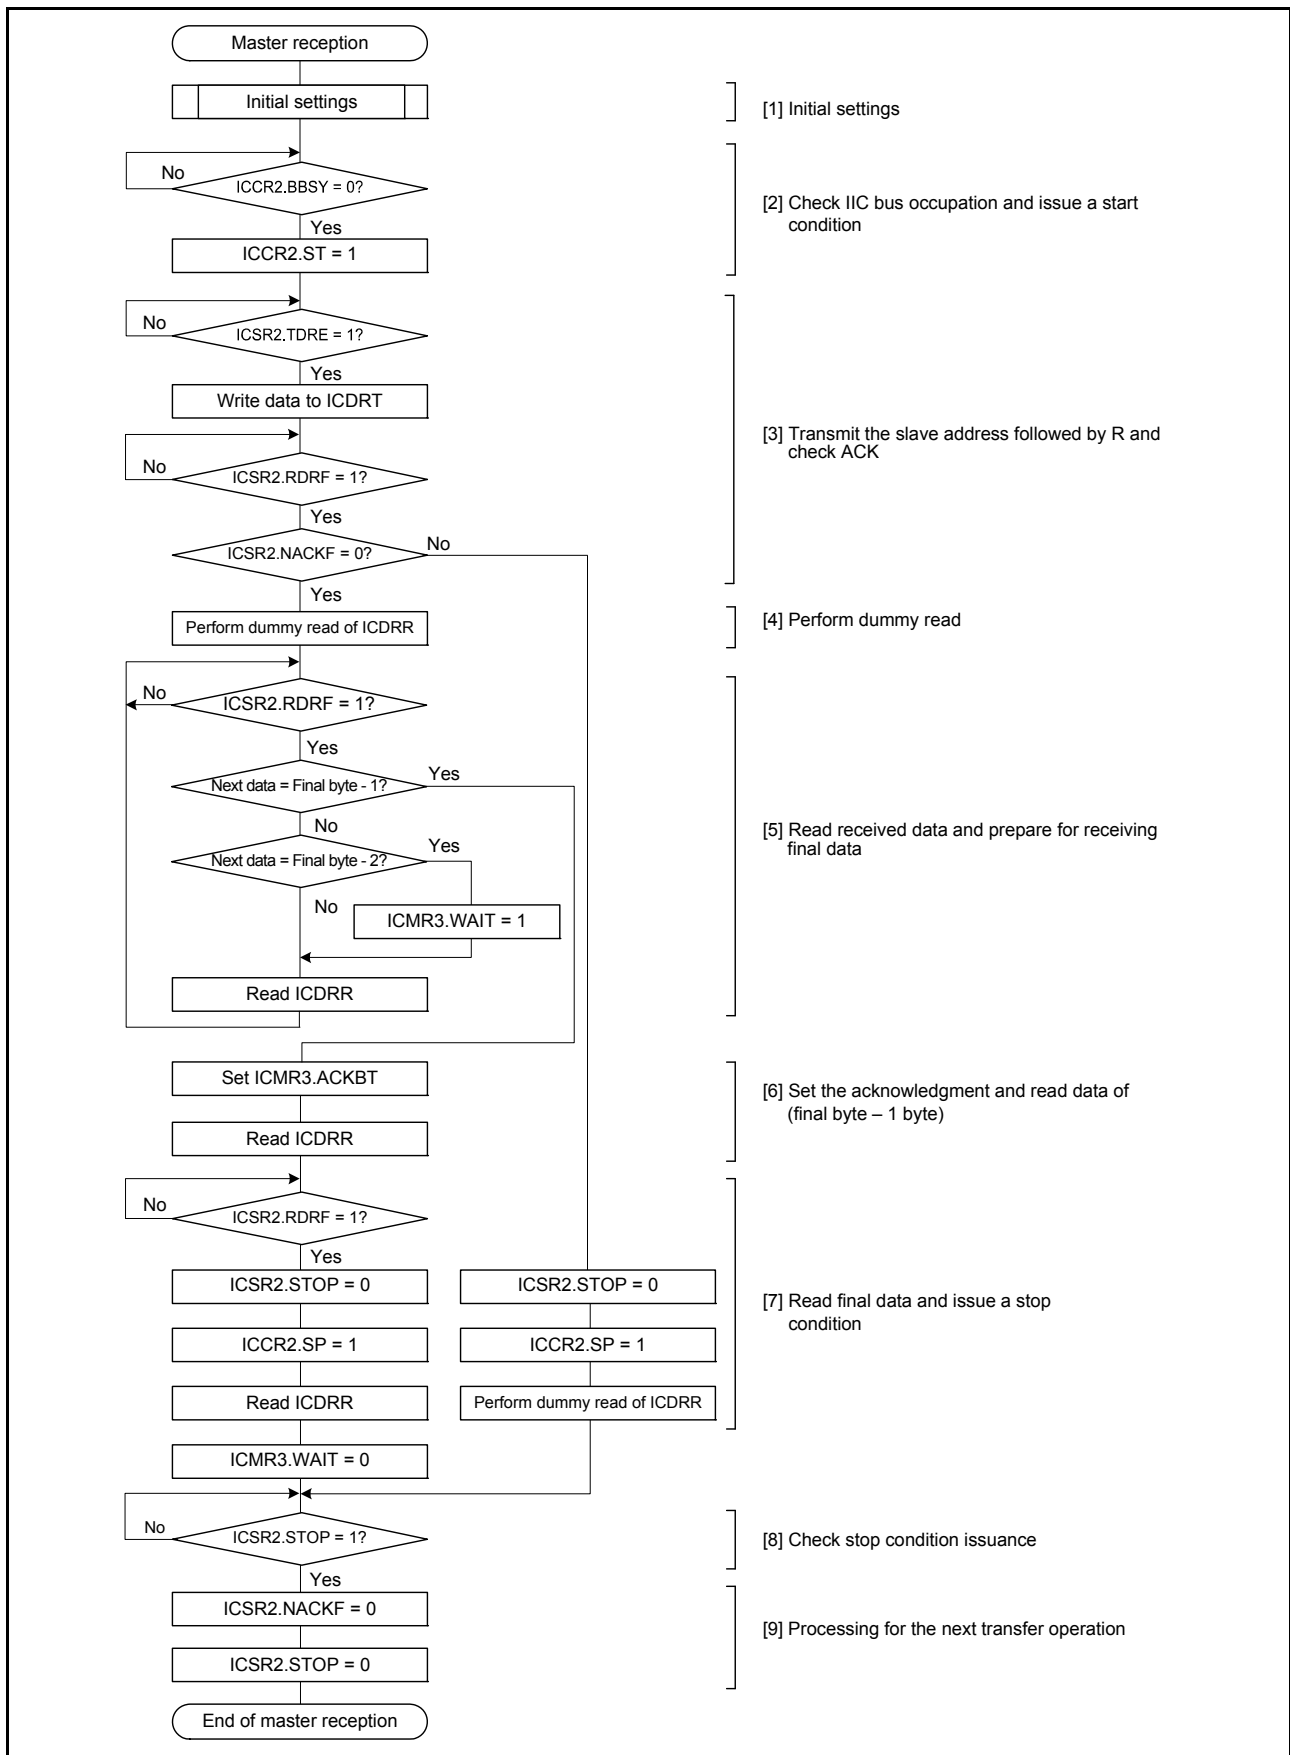 Master reception
Initial settings
[1] Initial settings
No
ICCR2.BBSY = 0?
Yes
ICCR2.ST = 1
[2] Check IIC bus occupation and issue a start
condition
No
ICSR2.TDRE = 1?
Yes
Write data to ICDRT
No
ICSR2.RDRF = 1?
Yes
ICSR2.NACKF = 0?
No
Yes
[3] Transmit the slave address followed by R and
check ACK
Perform dummy read of ICDRR
[4] Perform dummy read
No
ICSR2.RDRF = 1?
Yes
Next data = Final byte - 1?
Yes
No
Next data = Final byte - 2?
Yes
No
ICMR3.WAIT = 1
Read ICDRR
[5] Read received data and prepare for receiving
final data
Set ICMR3.ACKBT
Read ICDRR
[6] Set the acknowledgment and read data of
(final byte – 1 byte)
No
ICSR2.RDRF = 1?
Yes
ICSR2.STOP = 0
ICCR2.SP = 1
Read ICDRR
ICMR3.WAIT = 0
ICSR2.STOP = 0
ICCR2.SP = 1
Perform dummy read of ICDRR
[7] Read final data and issue a stop
condition
No
ICSR2.STOP = 1?
Yes
[8] Check stop condition issuance
ICSR2.NACKF = 0
ICSR2.STOP = 0
[9] Processing for the next transfer operation
End of master reception